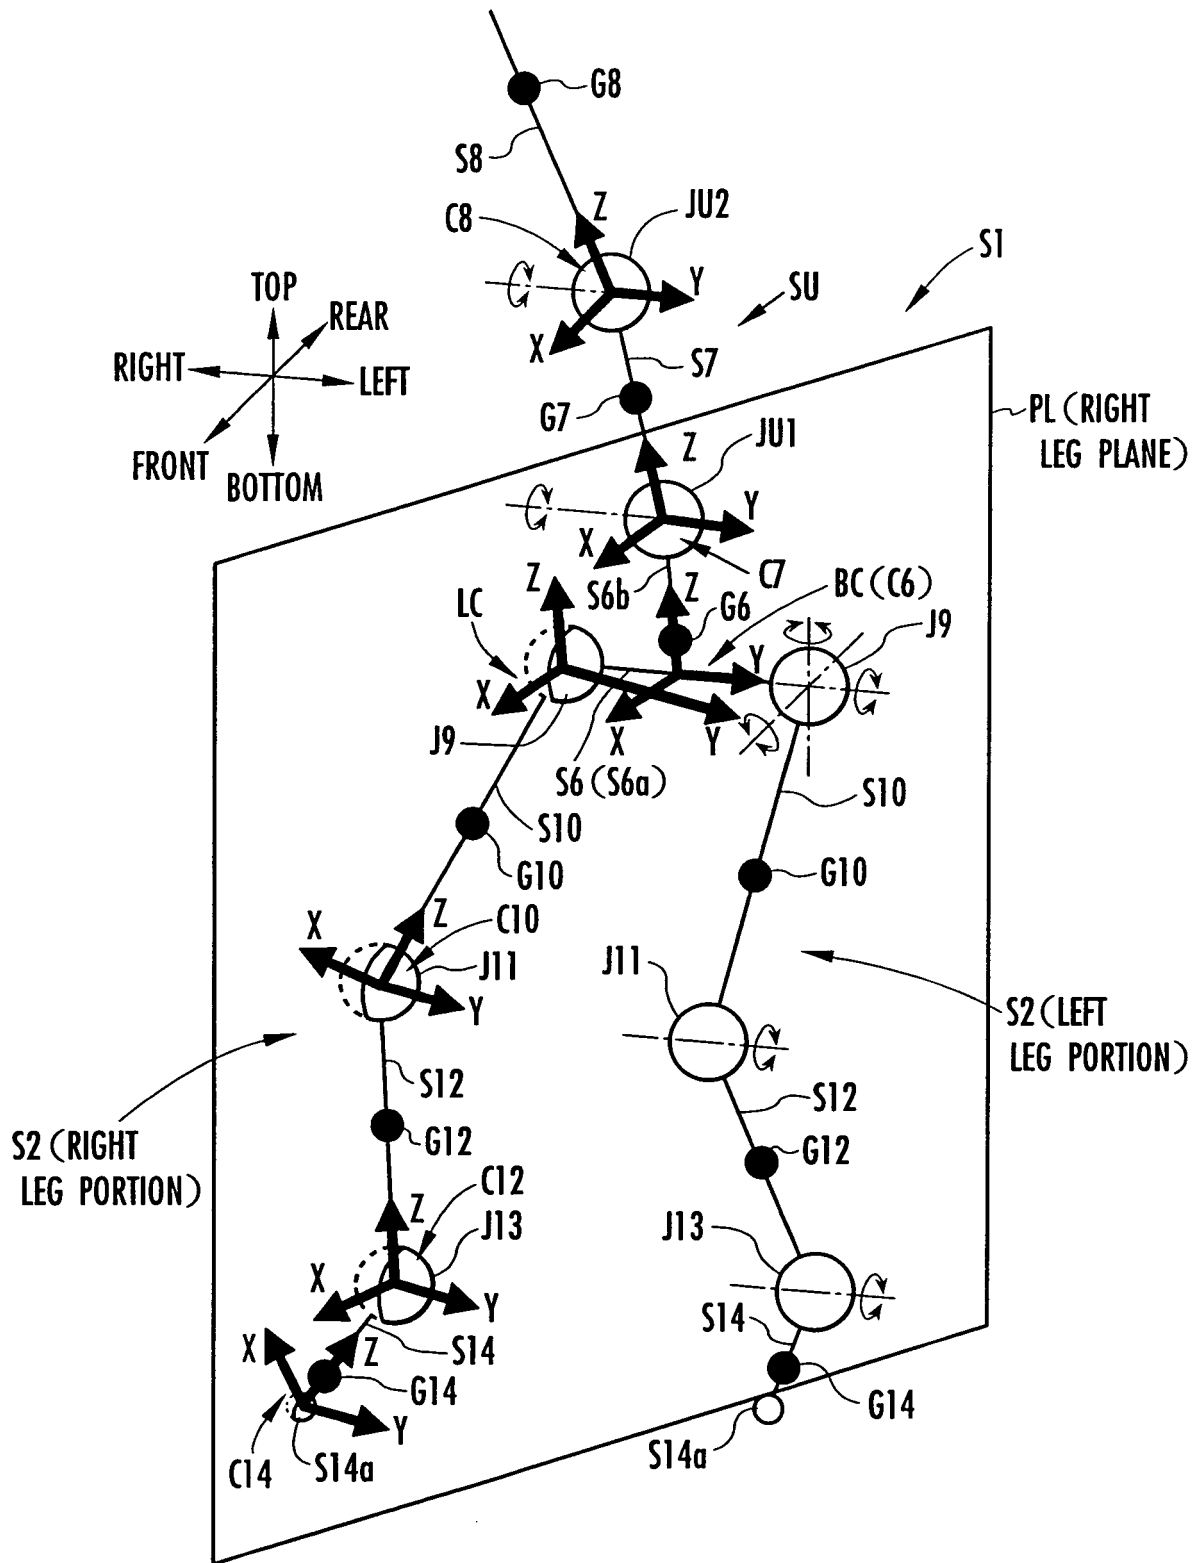 G8
S8
Z
JU2
C8
S1
Y
SU
TOP
REAR
X
RIGHT
LEFT
S7
G7
PL (RIGHT
LEG PLANE)
Z
JU1
FRONT
BOTTOM
Y
X
C7
Z
S6b
Z
BC (C6)
G6
LC
J9
Y
X
J9
X
Y
S6 (S6a)
S10
S10
G10
G10
X
Z
C10
J11
J11
Y
S2 (LEFT
LEG PORTION)
S12
S12
S2 (RIGHT
LEG PORTION)
G12
G12
C12
Z
J13
J13
X
Y
S14
X
Z
S14
G14
G14
Y
C14
S14a
S14a